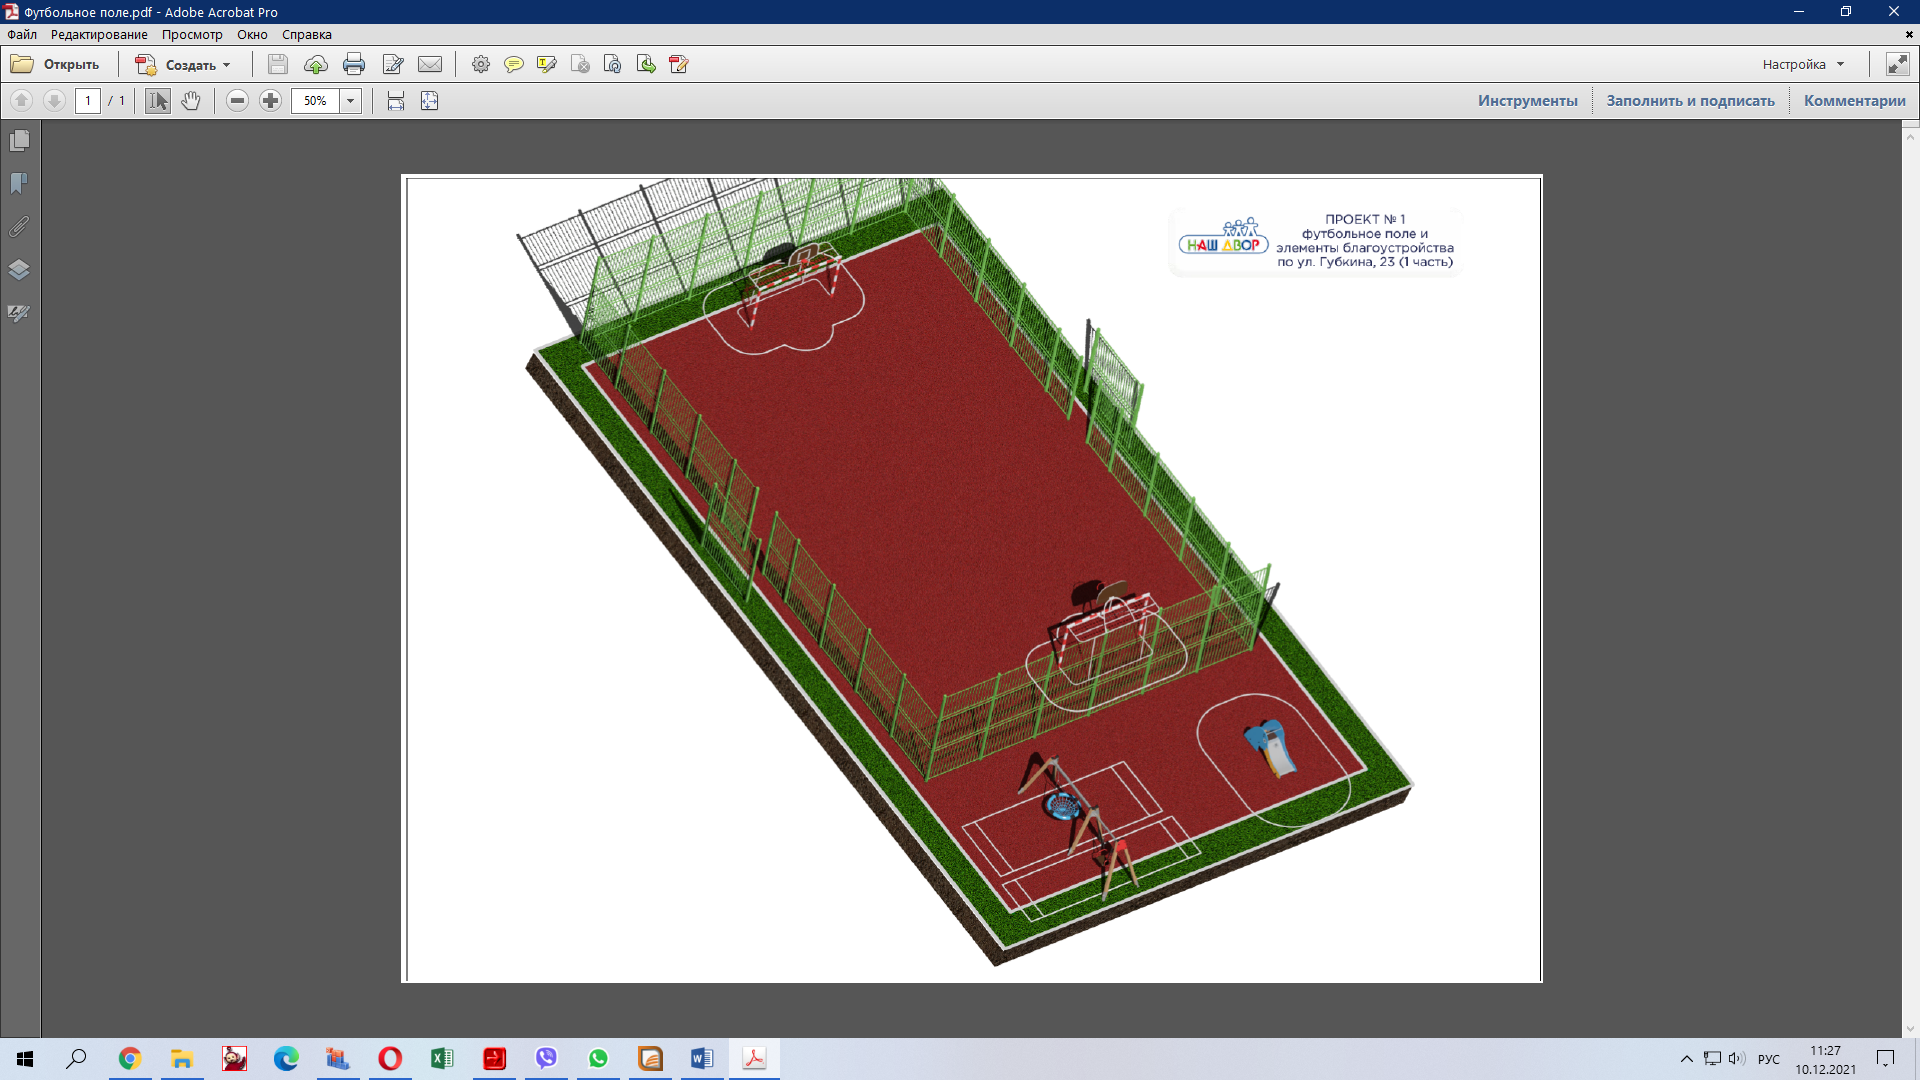 Футбольное поле.pdf - Adobe Acrobat Pro
Файл Редактирование Просмотр Окно Справка
Открыть Создать Настройка
1 / 1 50% Инструменты Заполнить и подписать Комментарии
НАШ ДВОР
ПРОЕКТ № 1
футбольное поле и
элементы благоустройства
по ул. Губкина, 23 (1 часть)
РУС
11:27
10.12.2021